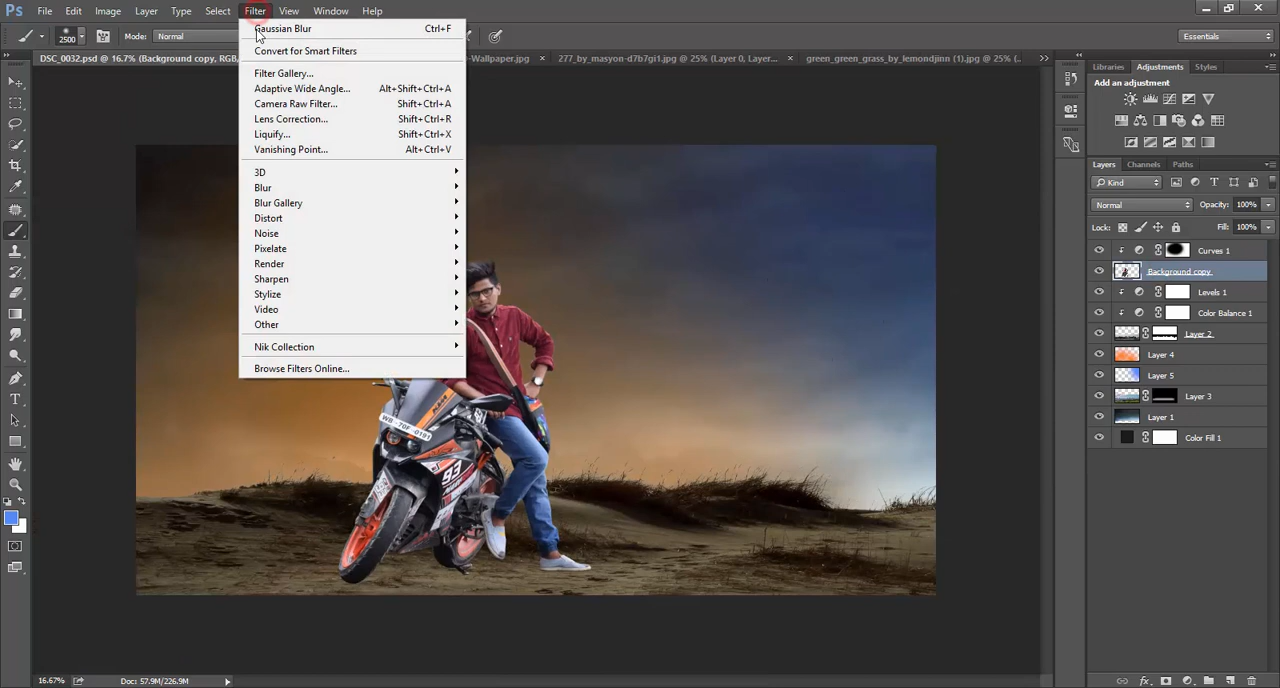 Ps File Edit Image Layer Type Select Filter View Window Help
2500 Mode: Normal Essentials
DSC_0032.psd @ 16.7% (Background copy, RGB, -Wallpaper.jpg × 277_by_masyon-d7b7gi1.jpg @ 25% (Layer 0, Layer... × green_green_grass_by_lemondjinn (1).jpg @ 25% (L...
Gaussian Blur Ctrl+F
Convert for Smart Filters
Filter Gallery...
Adaptive Wide Angle... Alt+Shift+Ctrl+A
Camera Raw Filter... Shift+Ctrl+A
Lens Correction... Shift+Ctrl+R
Liquify... Shift+Ctrl+X
Vanishing Point... Alt+Ctrl+V
3D
Blur
Blur Gallery
Distort
Noise
Pixelate
Render
Sharpen
Stylize
Video
Other
Nik Collection
Browse Filters Online...
Libraries Adjustments Styles
Add an adjustment
Layers Channels Paths
Kind
Normal Opacity: 100%
Lock: Fill: 100%
Curves 1
Background copy
Levels 1
Color Balance 1
Layer 2
Layer 4
Layer 5
Layer 3
Layer 1
Color Fill 1
93
16.67% Doc: 57.9M/226.9M